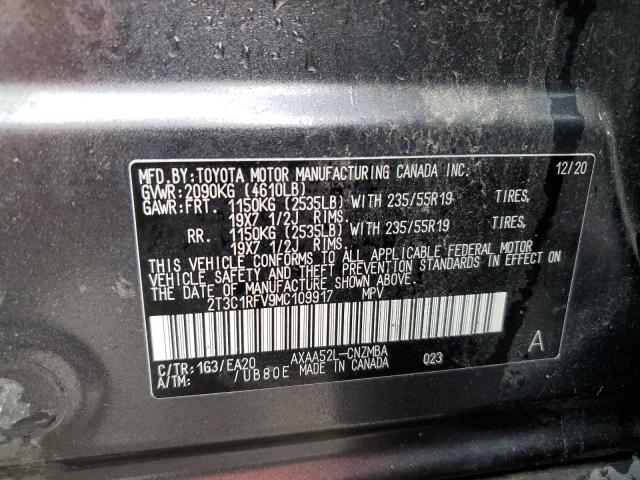 MFD.BY:TOYOTA MOTOR MANUFACTURING CANADA INC. 12/20
GVWR:2090KG (4610LB)
GAWR:FRT. 1150KG (2535LB) WITH 235/55R19 TIRES,
19X7 1/2J RIMS.
RR. 1150KG (2535LB) WITH 235/55R19 TIRES,
19X7 1/2J RIMS.
THIS VEHICLE CONFORMS TO ALL APPLICABLE FEDERAL MOTOR
VEHICLE SAFETY AND THEFT PREVENTION STANDARDS IN EFFECT ON
THE DATE OF MANUFACTURE SHOWN ABOVE.
2T3C1RFV9MC109917 MPV
A
C/TR:1G3/EA20 AXAA52L-CNZMBA
A/TM: /UB80E MADE IN CANADA 023